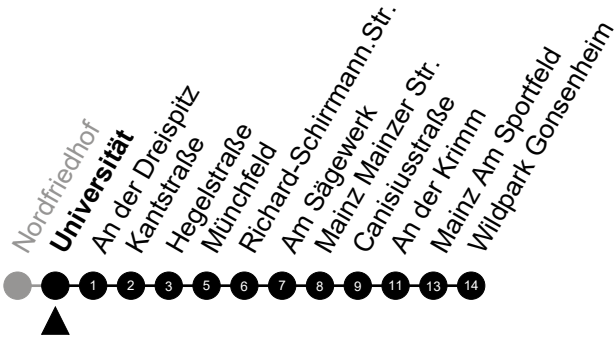 Nordfriedhof
Universität
An der Dreispitz
Kantstraße
Hegelstraße
Münchfeld
Richard-Schirrmann.Str.
Am Sägewerk
Mainz Mainzer Str.
Canisiusstraße
An der Krimm
Mainz Am Sportfeld
Wildpark Gonsenheim
1 2 3 5 6 7 8 9 11 13 14